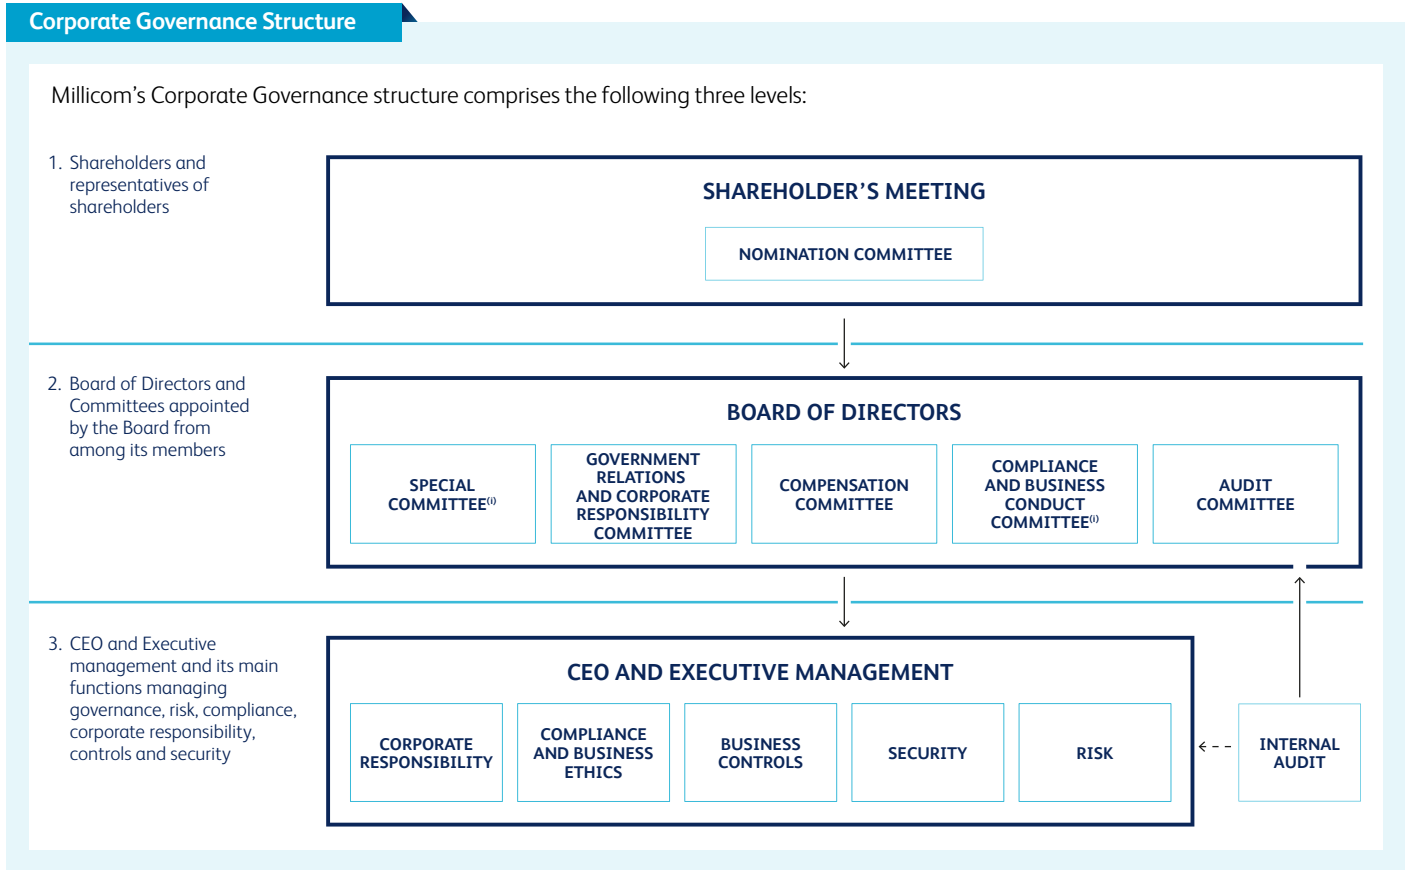 Corporate Governance Structure
Millicom’s Corporate Governance structure comprises the following three levels:
1. Shareholders and
representatives of
shareholders
SHAREHOLDER’S MEETING
NOMINATION COMMITTEE
2. Board of Directors and
Committees appointed
by the Board from
among its members
BOARD OF DIRECTORS
SPECIAL
COMMITTEE(i)
GOVERNMENT
RELATIONS
AND CORPORATE
RESPONSIBILITY
COMMITTEE
COMPENSATION
COMMITTEE
COMPLIANCE
AND BUSINESS
CONDUCT
COMMITTEE(i)
AUDIT
COMMITTEE
3. CEO and Executive
management and its main
functions managing
governance, risk, compliance,
corporate responsibility,
controls and security
CEO AND EXECUTIVE MANAGEMENT
CORPORATE
RESPONSIBILITY
COMPLIANCE
AND BUSINESS
ETHICS
BUSINESS
CONTROLS
SECURITY
RISK
INTERNAL
AUDIT